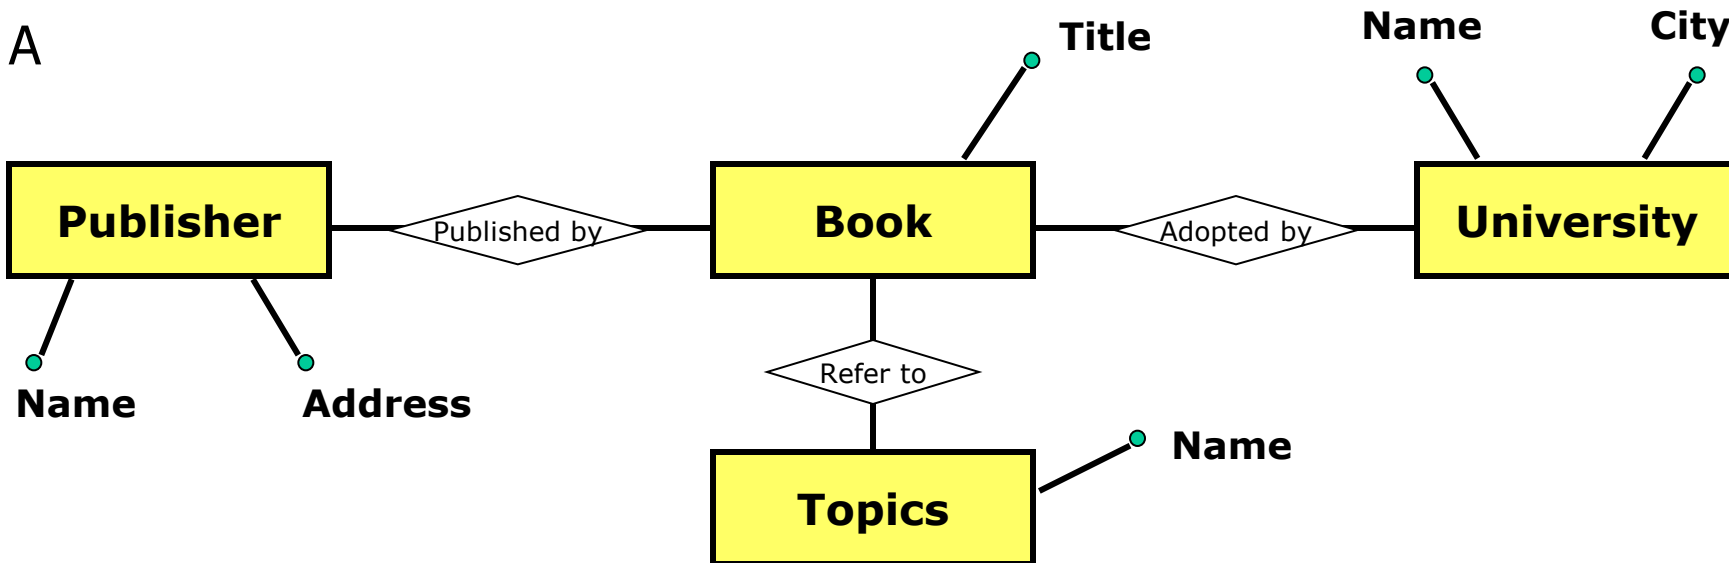 A
Title
Name
City
Publisher
Published by
Book
Adopted by
University
Refer to
Name
Address
Name
Topics